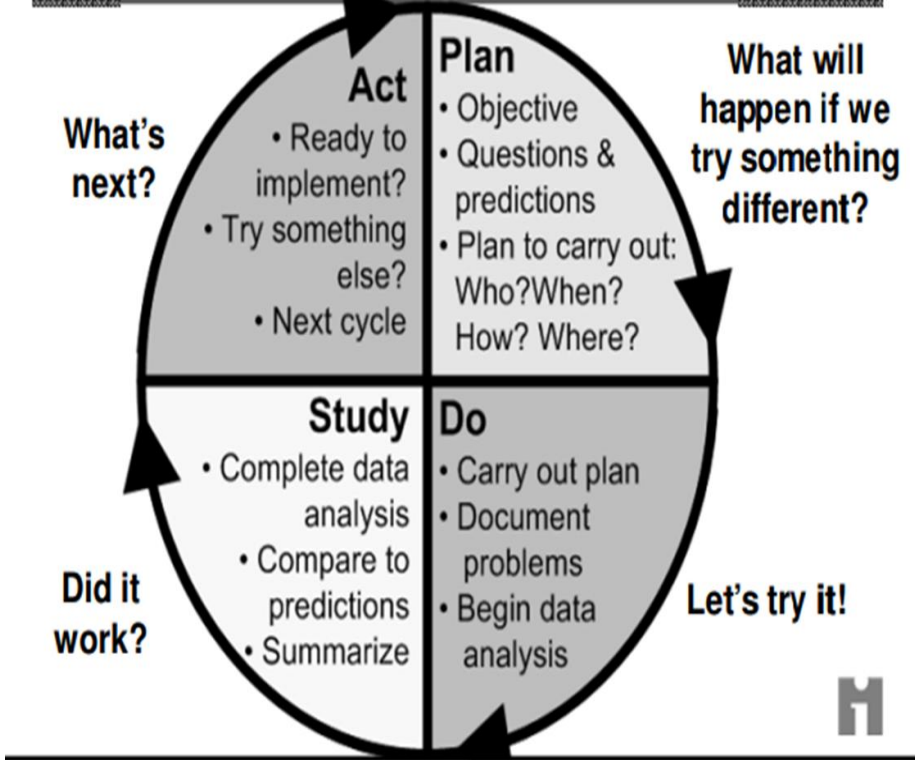 What's
next?
Act
• Ready to
implement?
• Try something
else?
• Next cycle
Plan
• Objective
• Questions &
predictions
• Plan to carry out:
Who?When?
How? Where?
What will
happen if we
try something
different?
Did it
work?
Study
• Complete data
analysis
• Compare to
predictions
• Summarize
Do
• Carry out plan
• Document
problems
• Begin data
analysis
Let's try it!